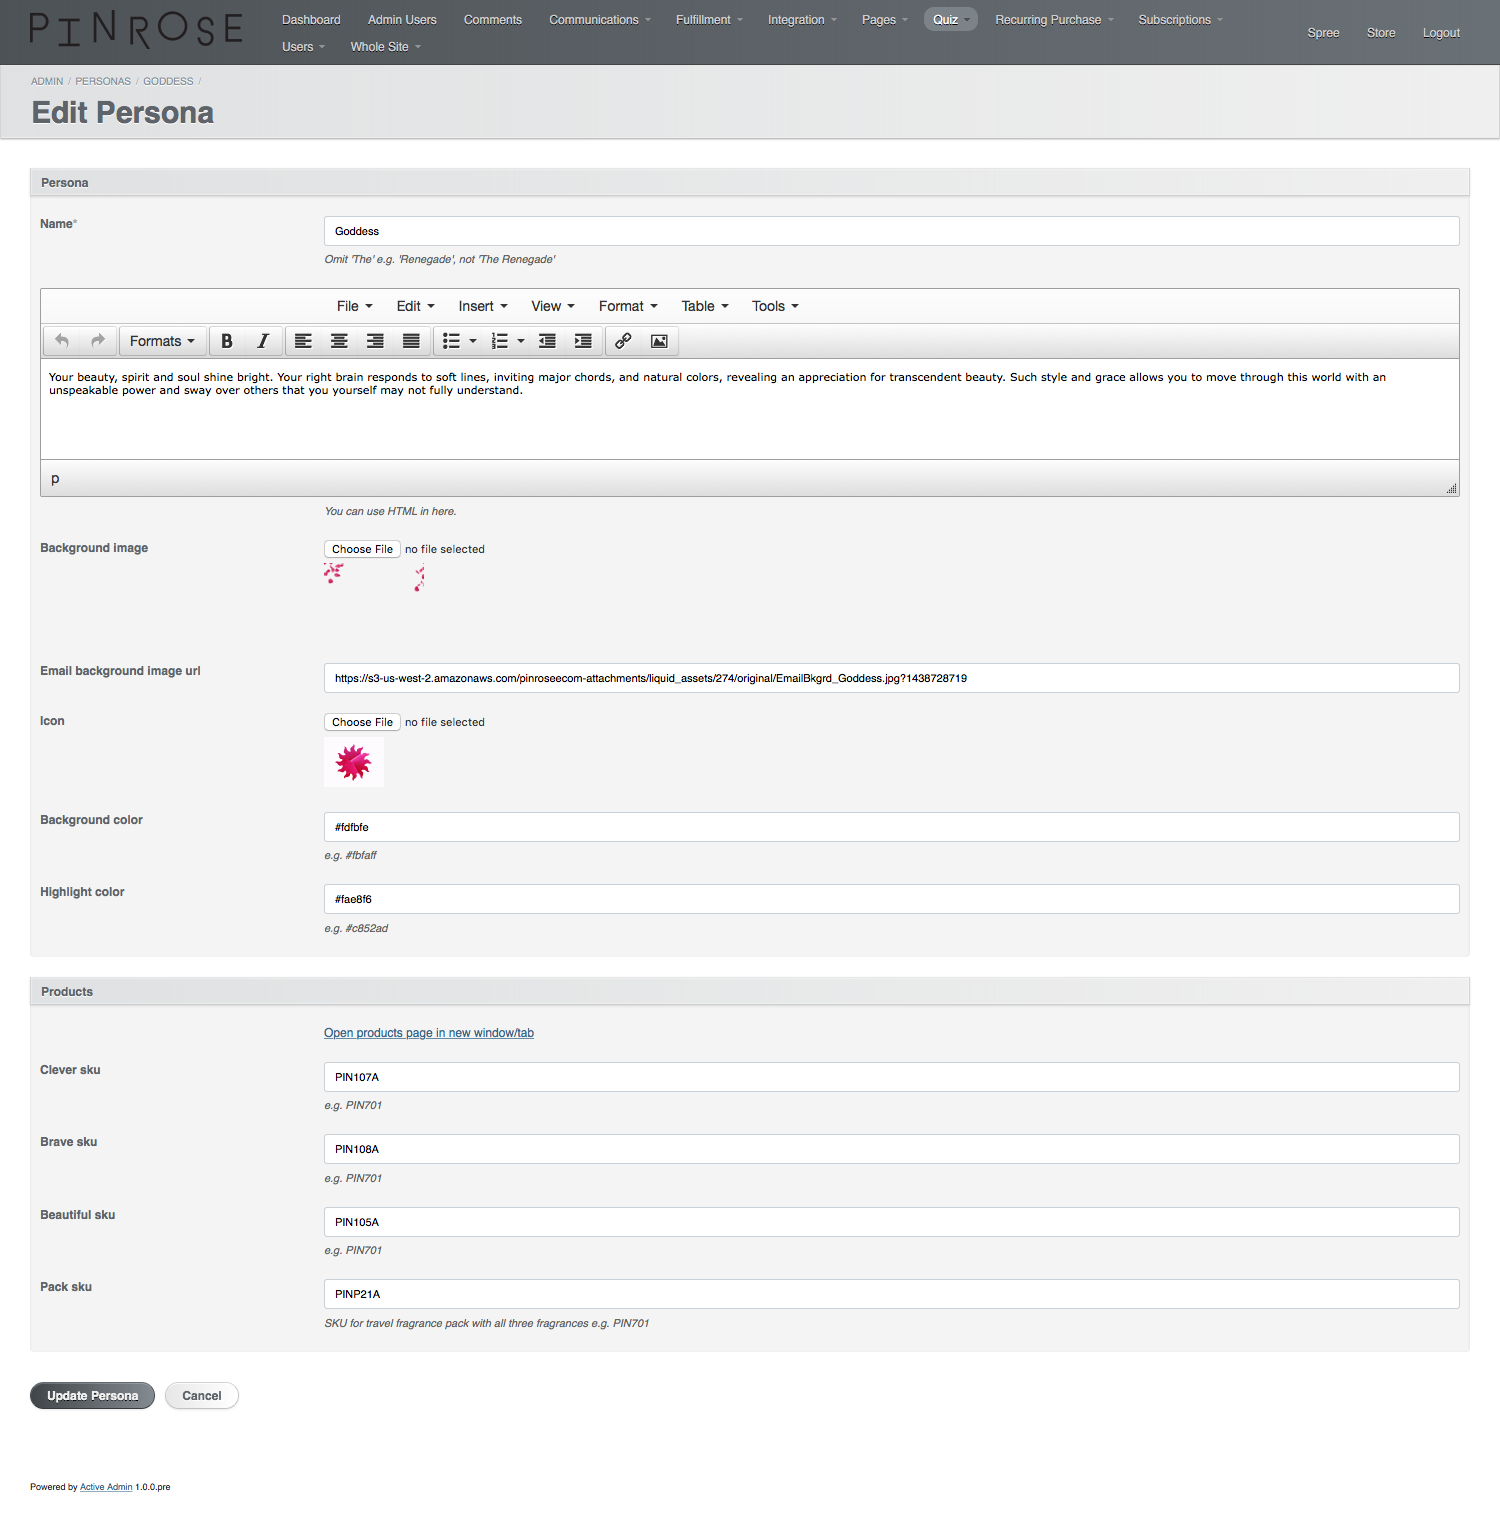 PINROSE
Dashboard Admin Users Comments Communications Fulfillment Integration Pages Quiz Recurring Purchase Subscriptions
Users Whole Site
Spree Store Logout
ADMIN / PERSONAS / GODDESS /
Edit Persona
Persona
Name*
Goddess
Omit 'The' e.g. 'Renegade', not 'The Renegade'
File Edit Insert View Format Table Tools
Formats B I
Your beauty, spirit and soul shine bright. Your right brain responds to soft lines, inviting major chords, and natural colors, revealing an appreciation for transcendent beauty. Such style and grace allows you to move through this world with an
unspeakable power and sway over others that you yourself may not fully understand.
p
You can use HTML in here.
Background image
Choose File no file selected
Email background image url
https://s3-us-west-2.amazonaws.com/pinroseecom-attachments/liquid_assets/274/original/EmailBkgrd_Goddess.jpg?1438728719
Icon
Choose File no file selected
Background color
#fdfbfe
e.g. #fbfaff
Highlight color
#fae8f6
e.g. #c852ad
Products
Open products page in new window/tab
Clever sku
PIN107A
e.g. PIN701
Brave sku
PIN108A
e.g. PIN701
Beautiful sku
PIN105A
e.g. PIN701
Pack sku
PINP21A
SKU for travel fragrance pack with all three fragrances e.g. PIN701
Update Persona Cancel
Powered by Active Admin 1.0.0.pre